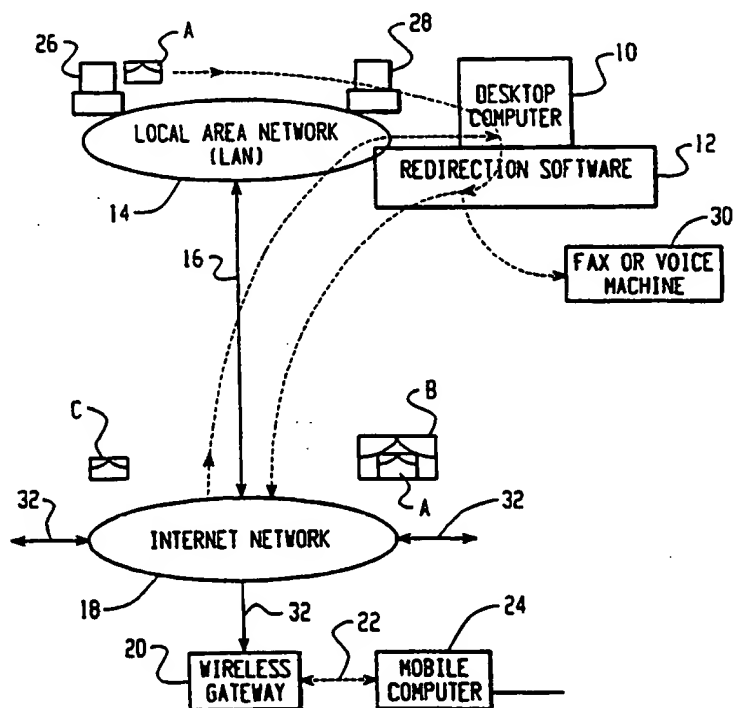 26
A
28
10
DESKTOP
COMPUTER
LOCAL AREA NETWORK
(LAN)
12
REDIRECTION SOFTWARE
14
30
16
FAX OR VOICE
MACHINE
C
B
A
32
32
INTERNET NETWORK
18
32
22
24
20
WIRELESS
GATEWAY
MOBILE
COMPUTER